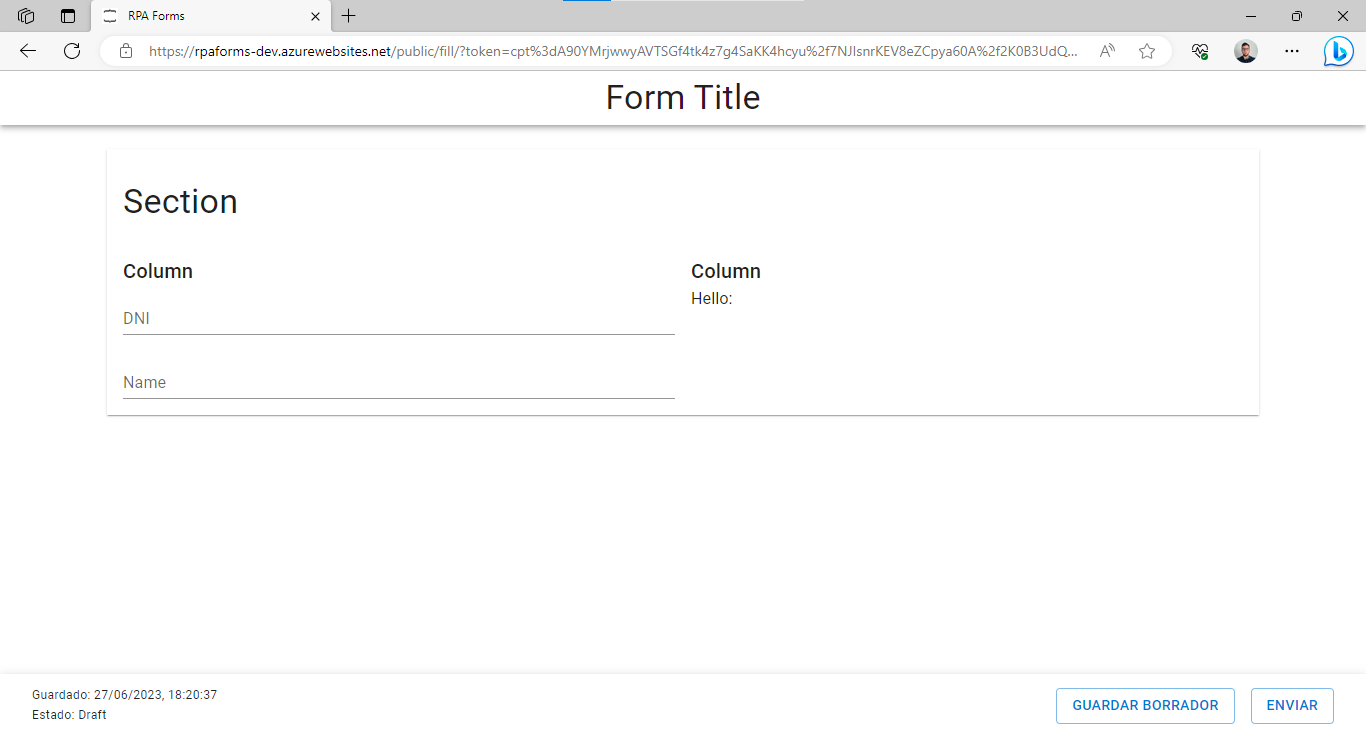 RPA Forms
https://rpaforms-dev.azurewebsites.net/public/fill/?token=cpt%3dA90YMrjwwyAVTSGf4tk4z7g4SaKK4hcyu%2f7NJIsnrKEV8eZCpya60A%2f2K0B3UdQ...
Form Title
Section
Column
Column
Hello:
DNI
Name
Guardado: 27/06/2023, 18:20:37
Estado: Draft
GUARDAR BORRADOR
ENVIAR